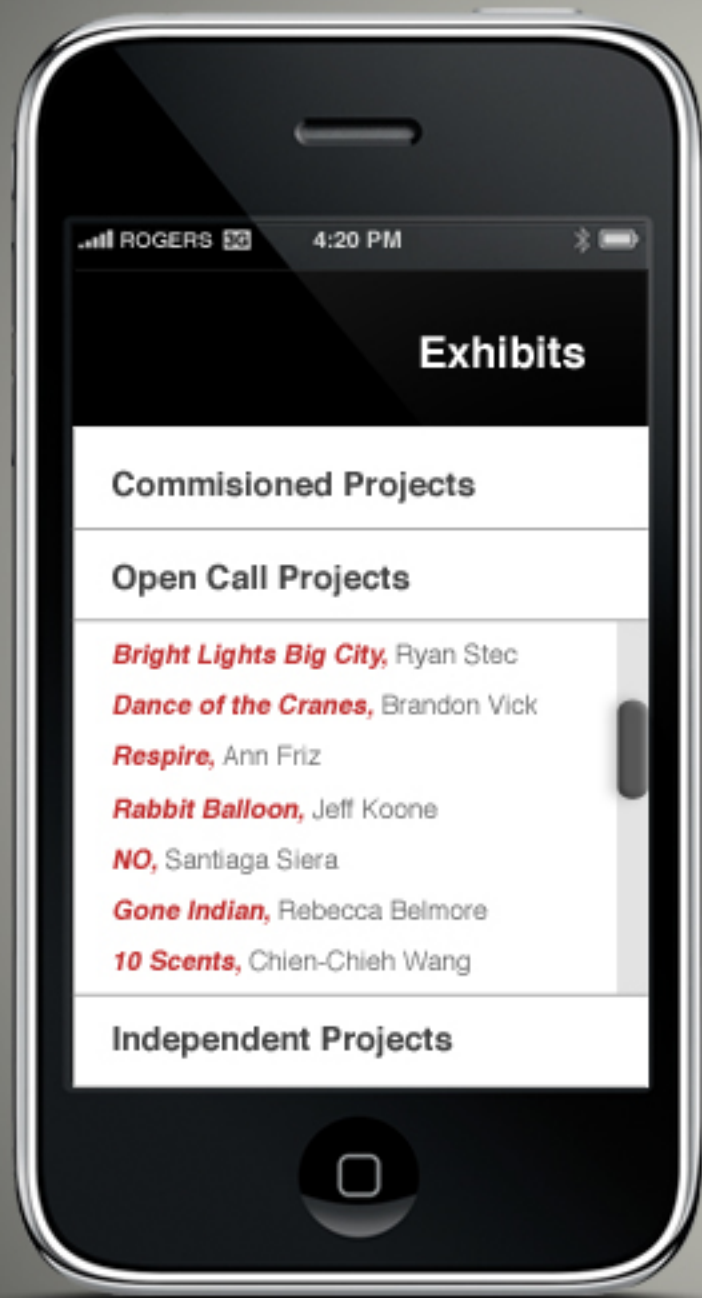 ROGERS 3G 4:20 PM
Exhibits
Commisioned Projects
Open Call Projects
Bright Lights Big City, Ryan Stec
Dance of the Cranes, Brandon Vick
Respire, Ann Friz
Rabbit Balloon, Jeff Koone
NO, Santiaga Siera
Gone Indian, Rebecca Belmore
10 Scents, Chien-Chieh Wang
Independent Projects